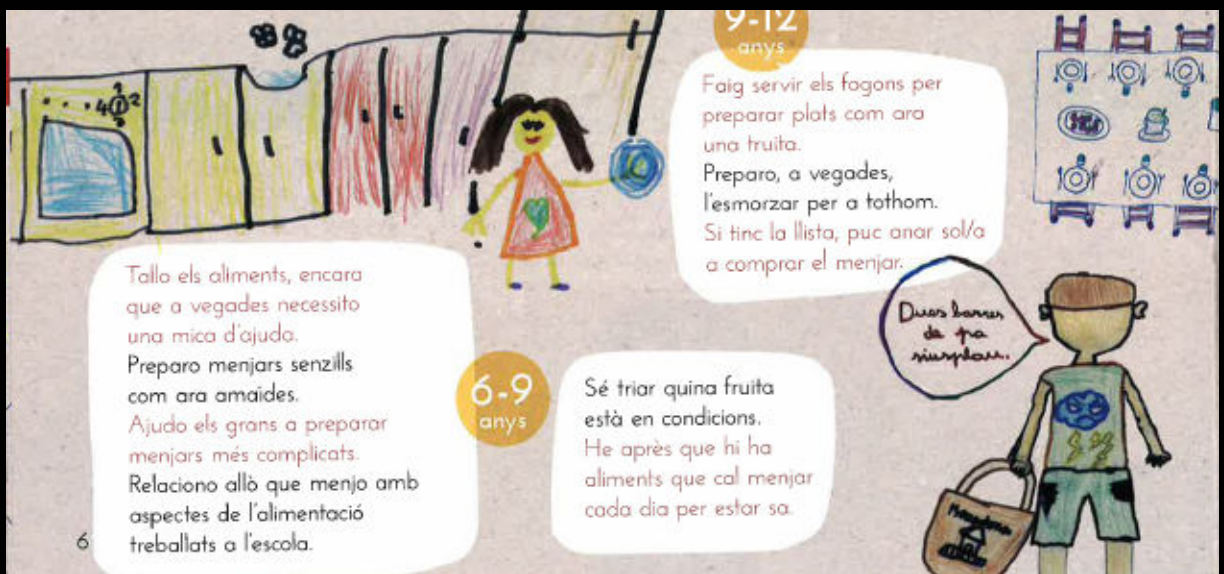 9-12
anys
Faig servir els fogons per
preparar plats com ara
una truita.
Preparo, a vegades,
l'esmorzar per a tothom.
Si tinc la llista, puc anar sol/a
a comprar el menjar.
Dues barres
de pa
siusplau.
Tallo els aliments, encara
que a vegades necessito
una mica d'ajuda.
Preparo menjars senzills
com ara amaïdes.
Ajudo els grans a preparar
menjars més complicats.
Relaciono allò que menjo amb
aspectes de l'alimentació
treballats a l'escola.
6-9
anys
Sé triar quina fruita
està en condicions.
He après que hi ha
aliments que cal menjar
cada dia per estar sa.
6
4 1 2